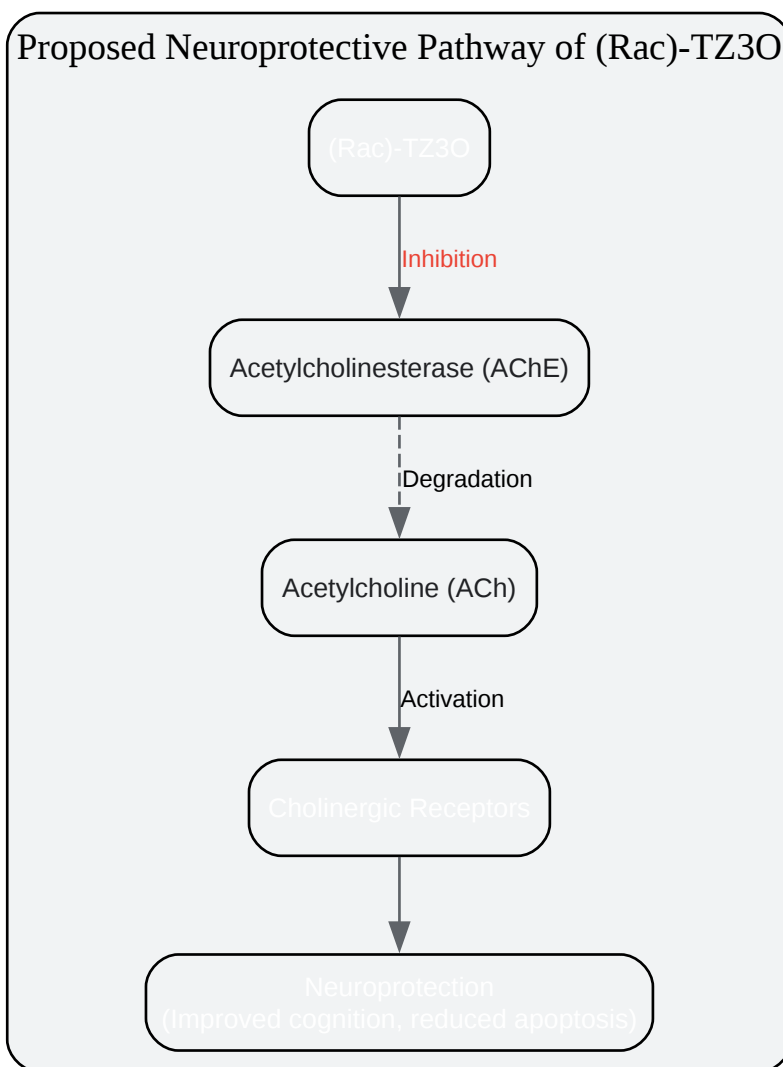 Proposed Neuroprotective Pathway of (Rac)-TZ3O
(Rac)-TZ3O
Inhibition
Acetylcholinesterase (AChE)
Degradation
Acetylcholine (ACh)
Activation
Cholinergic Receptors
Neuroprotection
(Improved cognition, reduced apoptosis)